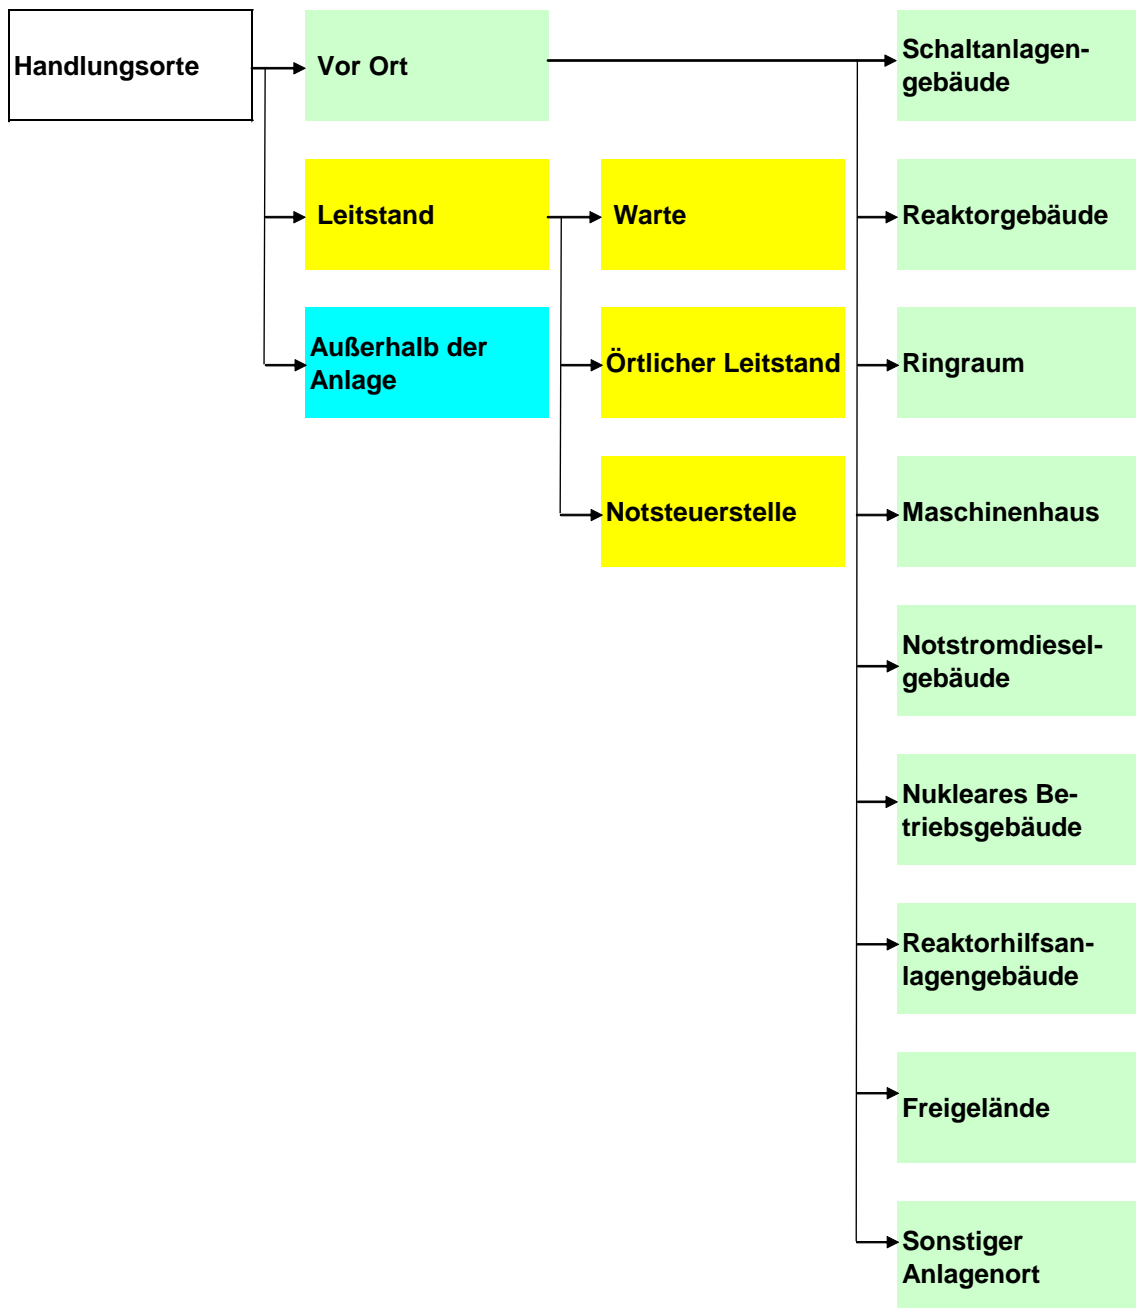 Handlungsorte
Vor Ort
Schaltanlagen-
gebäude
Leitstand
Warte
Reaktorgebäude
Außerhalb der
Anlage
Örtlicher Leitstand
Ringraum
Notsteuerstelle
Maschinenhaus
Notstromdiesel-
gebäude
Nukleares Be-
triebsgebäude
Reaktorhilfsan-
lagengebäude
Freigelände
Sonstiger
Anlagenort